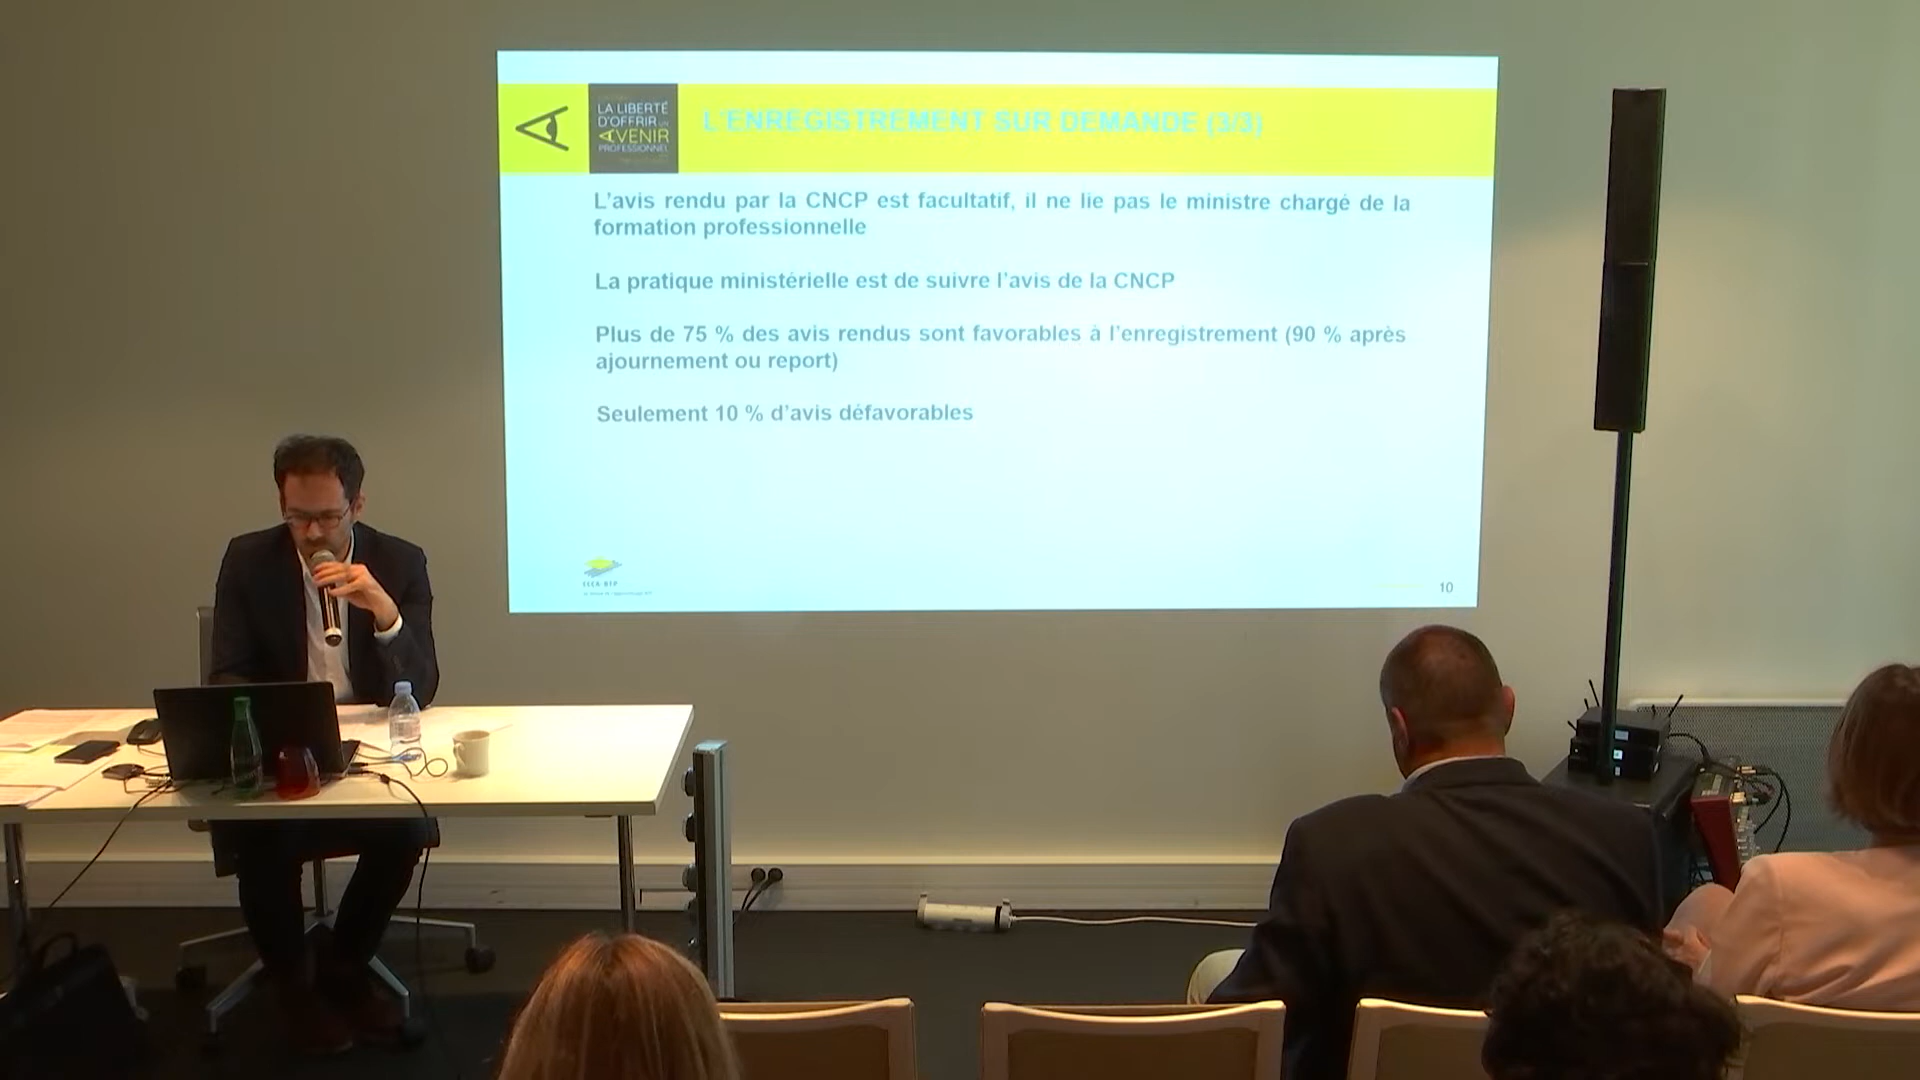 LA LIBERTÉ
D'OFFRIR UN
AVENIR
PROFESSIONNEL
L'ENREGISTREMENT SUR DEMANDE (3/3)
L'avis rendu par la CNCP est facultatif, il ne lie pas le ministre chargé de la
formation professionnelle
La pratique ministérielle est de suivre l'avis de la CNCP
Plus de 75 % des avis rendus sont favorables à l'enregistrement (90 % après
ajournement ou report)
Seulement 10 % d'avis défavorables
10